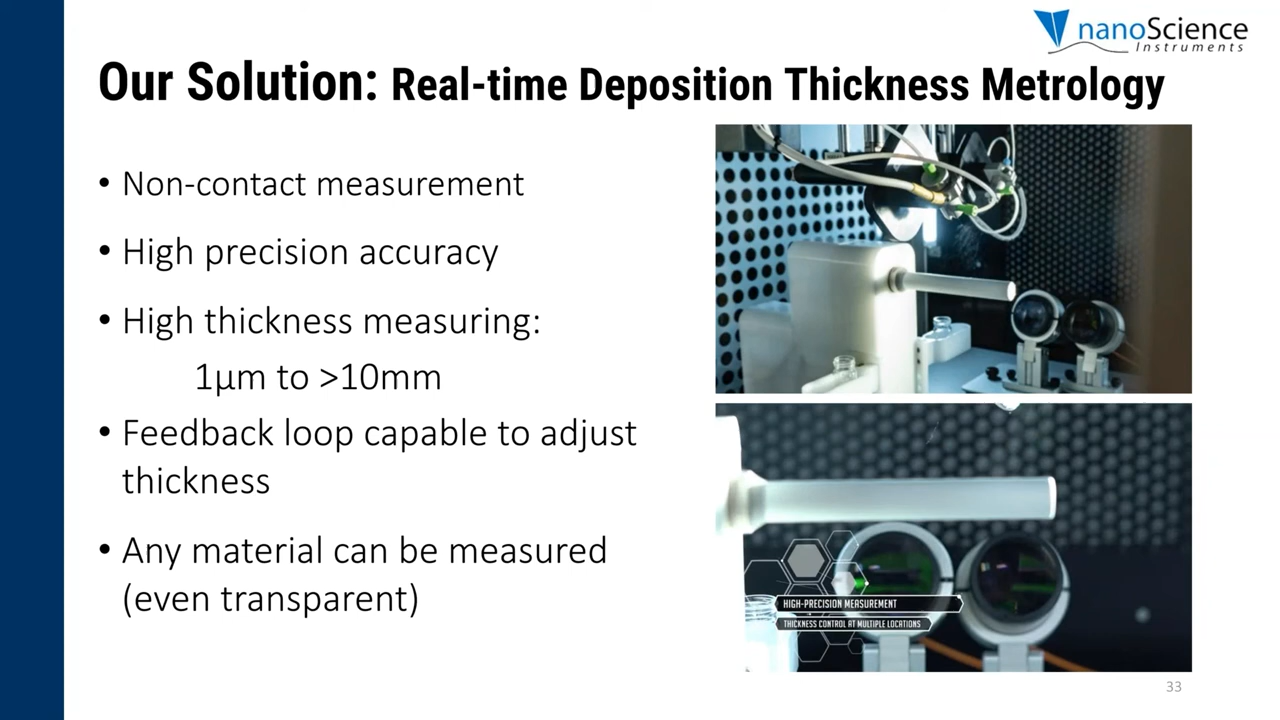 nanoScience
Instruments
Our Solution: Real-time Deposition Thickness Metrology
• Non-contact measurement
• High precision accuracy
• High thickness measuring:
1µm to >10mm
• Feedback loop capable to adjust
thickness
• Any material can be measured
(even transparent)
HIGH-PRECISION MEASUREMENT
THICKNESS CONTROL AT MULTIPLE LOCATIONS
33